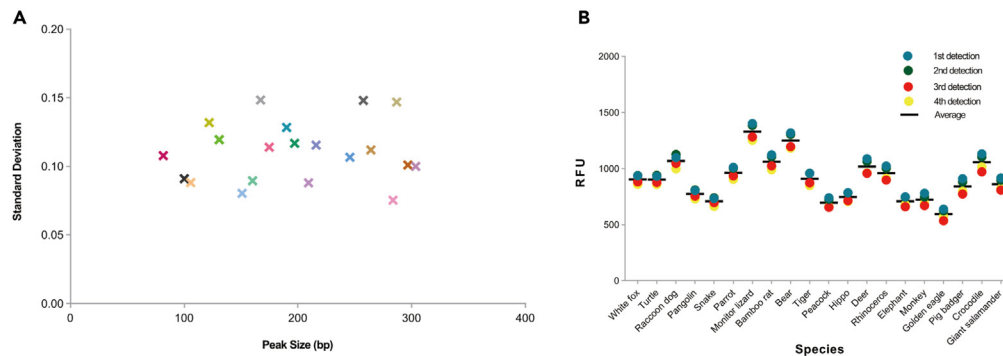 A
0.20
0.15
0.10
0.05
0.00
0
100
200
300
400
Standard Deviation
Peak Size (bp)
B
2000
1500
1000
500
0
RFU
1st detection
2nd detection
3rd detection
4th detection
Average
White fox
Turtle
Raccoon dog
Pangolin
Snake
Parrot
Monitor lizard
Bamboo rat
Bear
Tiger
Peacock
Hippo
Deer
Rhinoceros
Elephant
Monkey
Golden eagle
Pig badger
Crocodile
Giant salamander
Species